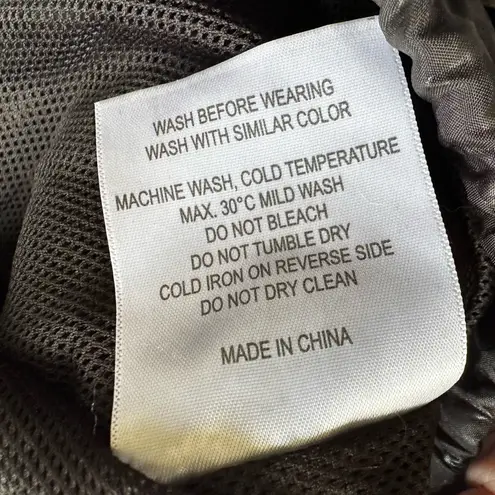 WASH BEFORE WEARING
WASH WITH SIMILAR COLOR
MACHINE WASH, COLD TEMPERATURE
MAX. 30°C MILD WASH
DO NOT BLEACH
DO NOT TUMBLE DRY
COLD IRON ON REVERSE SIDE
DO NOT DRY CLEAN
MADE IN CHINA